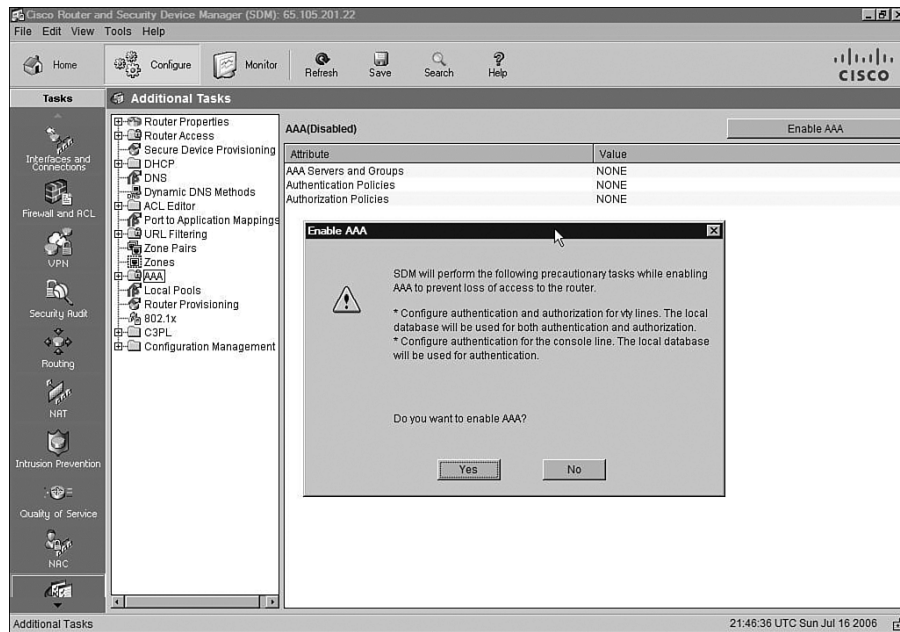 Cisco Router and Security Device Manager (SDM): 65.105.201.22
File Edit View Tools Help
Home Configure Monitor Refresh Save Search Help
CISCO
Tasks
Additional Tasks
Interfaces and Connections
Firewall and ACL
VPN
Security Audit
Routing
NAT
Intrusion Prevention
Quality of Service
NAC
Router Properties
Router Access
Secure Device Provisioning
DHCP
DNS
Dynamic DNS Methods
ACL Editor
Port to Application Mappings
URL Filtering
Zone Pairs
Zones
AAA
Local Pools
Router Provisioning
802.1x
C3PL
Configuration Management
AAA(Disabled)
Enable AAA
Attribute Value
AAA Servers and Groups NONE
Authentication Policies NONE
Authorization Policies NONE
Enable AAA
SDM will perform the following precautionary tasks while enabling
AAA to prevent loss of access to the router.
* Configure authentication and authorization for vty lines. The local
database will be used for both authentication and authorization.
* Configure authentication for the console line. The local database
will be used for authentication.
Do you want to enable AAA?
Yes No
Additional Tasks
21:46:36 UTC Sun Jul 16 2006